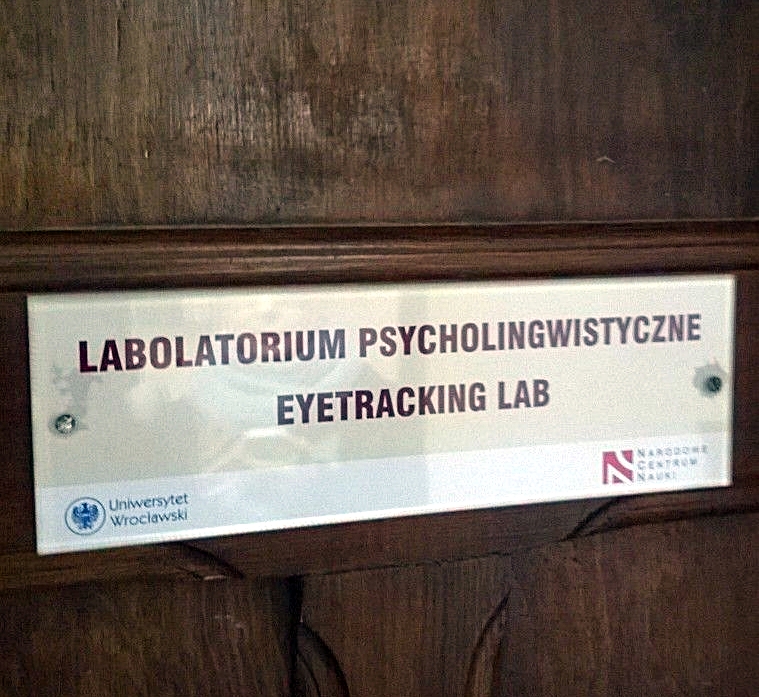 LABOLATORIUM PSYCHOLINGWISTYCZNE
EYETRACKING LAB
Uniwersytet
Wrocławski
NARODOWE
CENTRUM
NAUKI